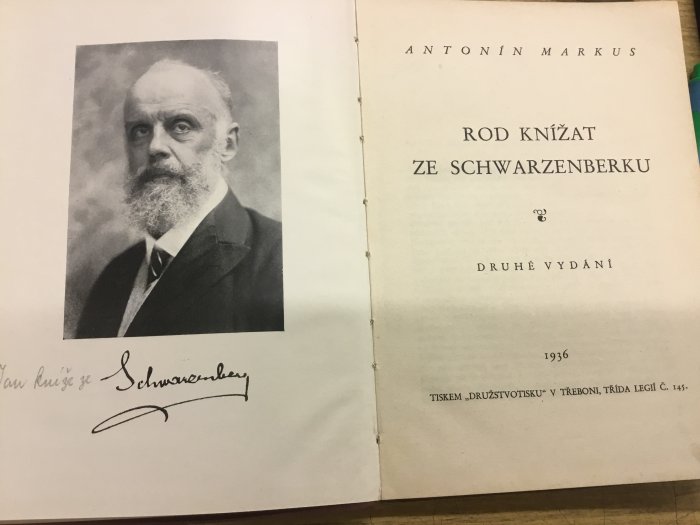 Jan kníže ze Schwarzenberg
ANTONÍN MARKUS
ROD KNÍŽAT
ZE SCHWARZENBERKU
DRUHÉ VYDÁNÍ
1936
TISKEM „DRUŽSTVOTISKU“ V TŘEBONI, TŘÍDA LEGIÍ Č. 145.